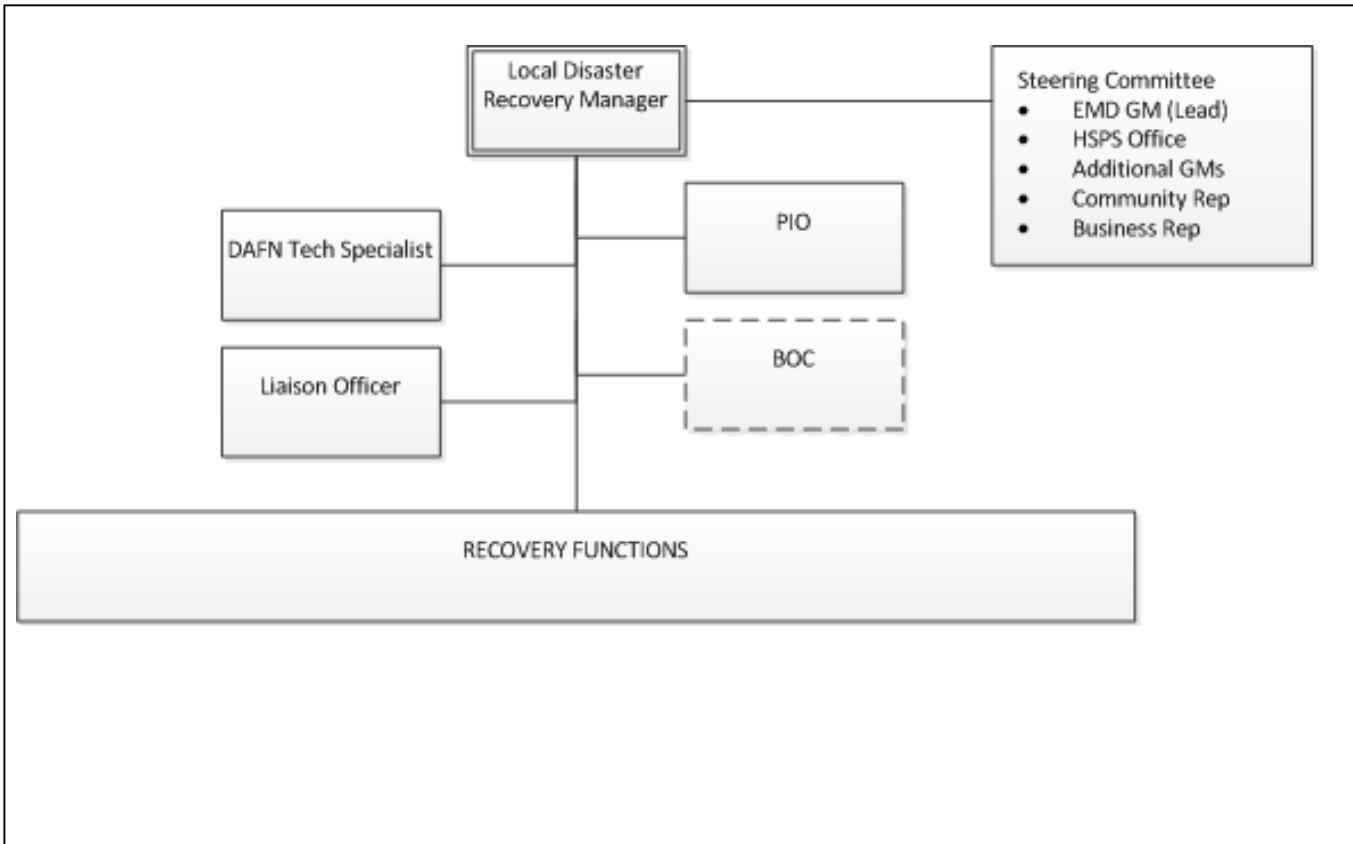 Local Disaster
Recovery Manager
Steering Committee
• EMD GM (Lead)
• HSPS Office
• Additional GMs
• Community Rep
• Business Rep
PIO
DAFN Tech Specialist
BOC
Liaison Officer
RECOVERY FUNCTIONS